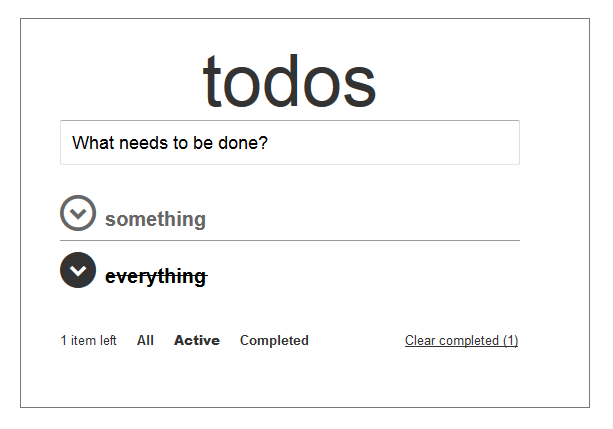 todos
What needs to be done?
something
everything
1 item left All Active Completed Clear completed (1)